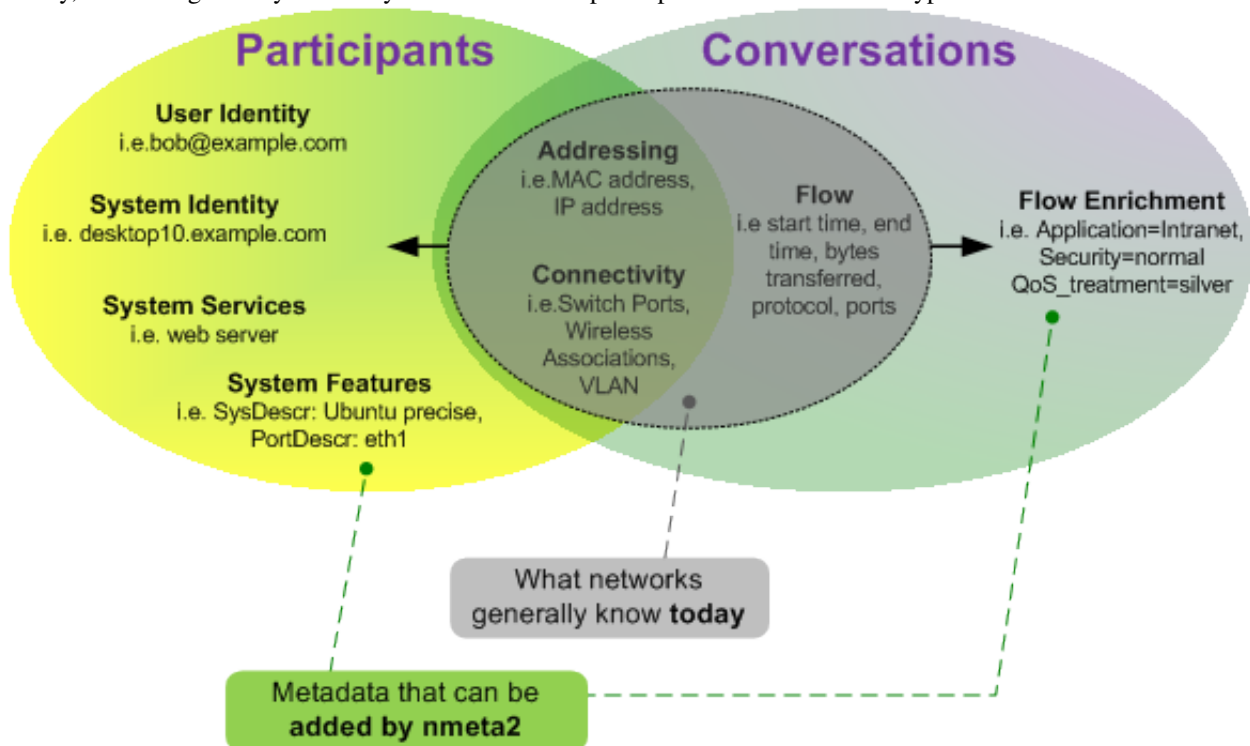 Participants
Conversations
User Identity
i.e.bob@example.com
System Identity
i.e. desktop10.example.com
System Services
i.e. web server
System Features
i.e. SysDescr: Ubuntu precise,
PortDescr: eth1
Addressing
i.e.MAC address,
IP address
Connectivity
i.e.Switch Ports,
Wireless
Associations,
VLAN
Flow
i.e start time, end
time, bytes
transferred,
protocol, ports
Flow Enrichment
i.e. Application=Intranet,
Security=normal
QoS_treatment=silver
What networks
generally know today
Metadata that can be
added by nmeta2